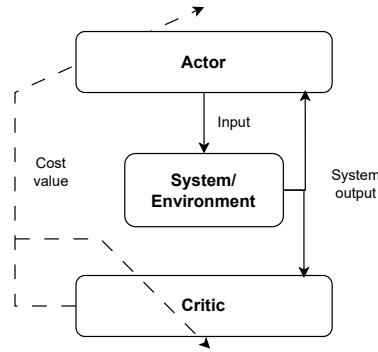 Actor
Input
System/
Environment
Cost
value
System
output
Critic